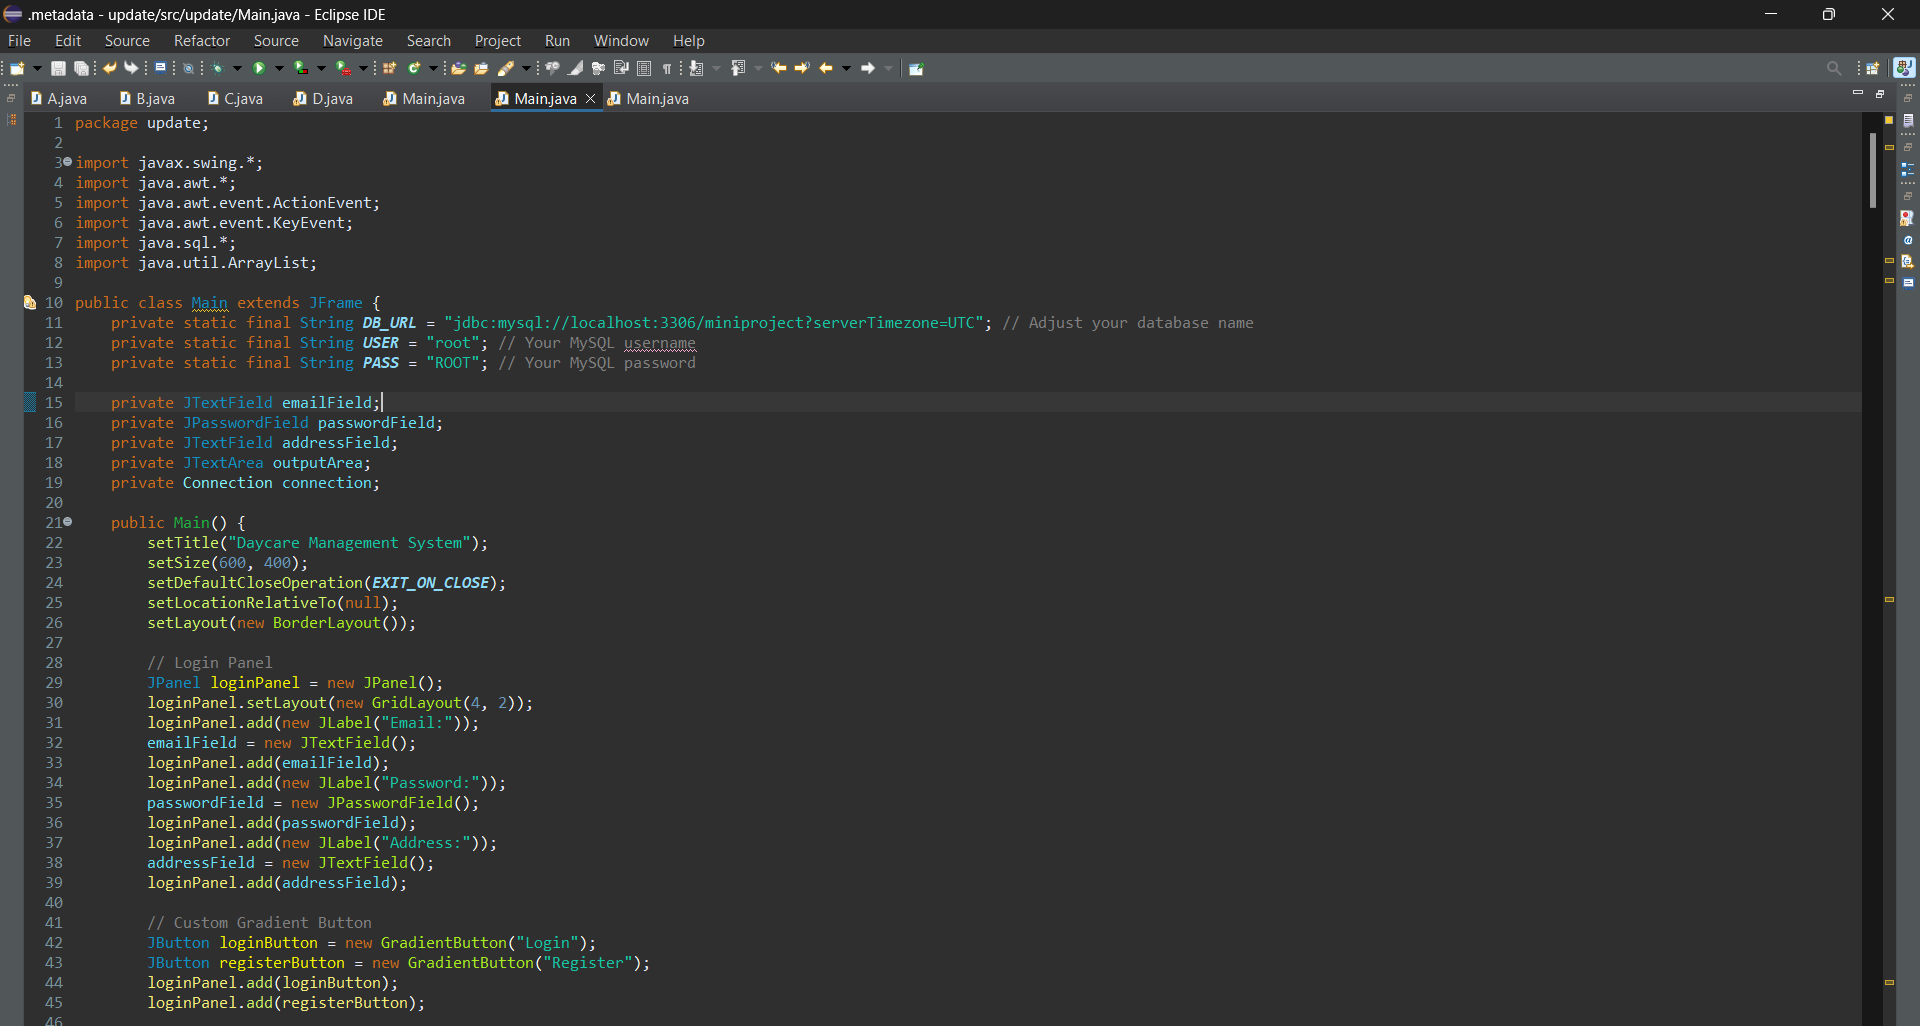 .metadata - update/src/update/Main.java - Eclipse IDE
File Edit Source Refactor Source Navigate Search Project Run Window Help
A.java B.java C.java D.java Main.java Main.java Main.java
1 package update;
2
3 import javax.swing.*;
4 import java.awt.*;
5 import java.awt.event.ActionEvent;
6 import java.awt.event.KeyEvent;
7 import java.sql.*;
8 import java.util.ArrayList;
9
10 public class Main extends JFrame {
11     private static final String DB_URL = "jdbc:mysql://localhost:3306/miniproject?serverTimezone=UTC"; // Adjust your database name
12     private static final String USER = "root"; // Your MySQL username
13     private static final String PASS = "ROOT"; // Your MySQL password
14
15     private JTextField emailField;
16     private JPasswordField passwordField;
17     private JTextField addressField;
18     private JTextArea outputArea;
19     private Connection connection;
20
21     public Main() {
22         setTitle("Daycare Management System");
23         setSize(600, 400);
24         setDefaultCloseOperation(EXIT_ON_CLOSE);
25         setLocationRelativeTo(null);
26         setLayout(new BorderLayout());
27
28         // Login Panel
29         JPanel loginPanel = new JPanel();
30         loginPanel.setLayout(new GridLayout(4, 2));
31         loginPanel.add(new JLabel("Email:"));
32         emailField = new JTextField();
33         loginPanel.add(emailField);
34         loginPanel.add(new JLabel("Password:"));
35         passwordField = new JPasswordField();
36         loginPanel.add(passwordField);
37         loginPanel.add(new JLabel("Address:"));
38         addressField = new JTextField();
39         loginPanel.add(addressField);
40
41         // Custom Gradient Button
42         JButton loginButton = new GradientButton("Login");
43         JButton registerButton = new GradientButton("Register");
44         loginPanel.add(loginButton);
45         loginPanel.add(registerButton);
46